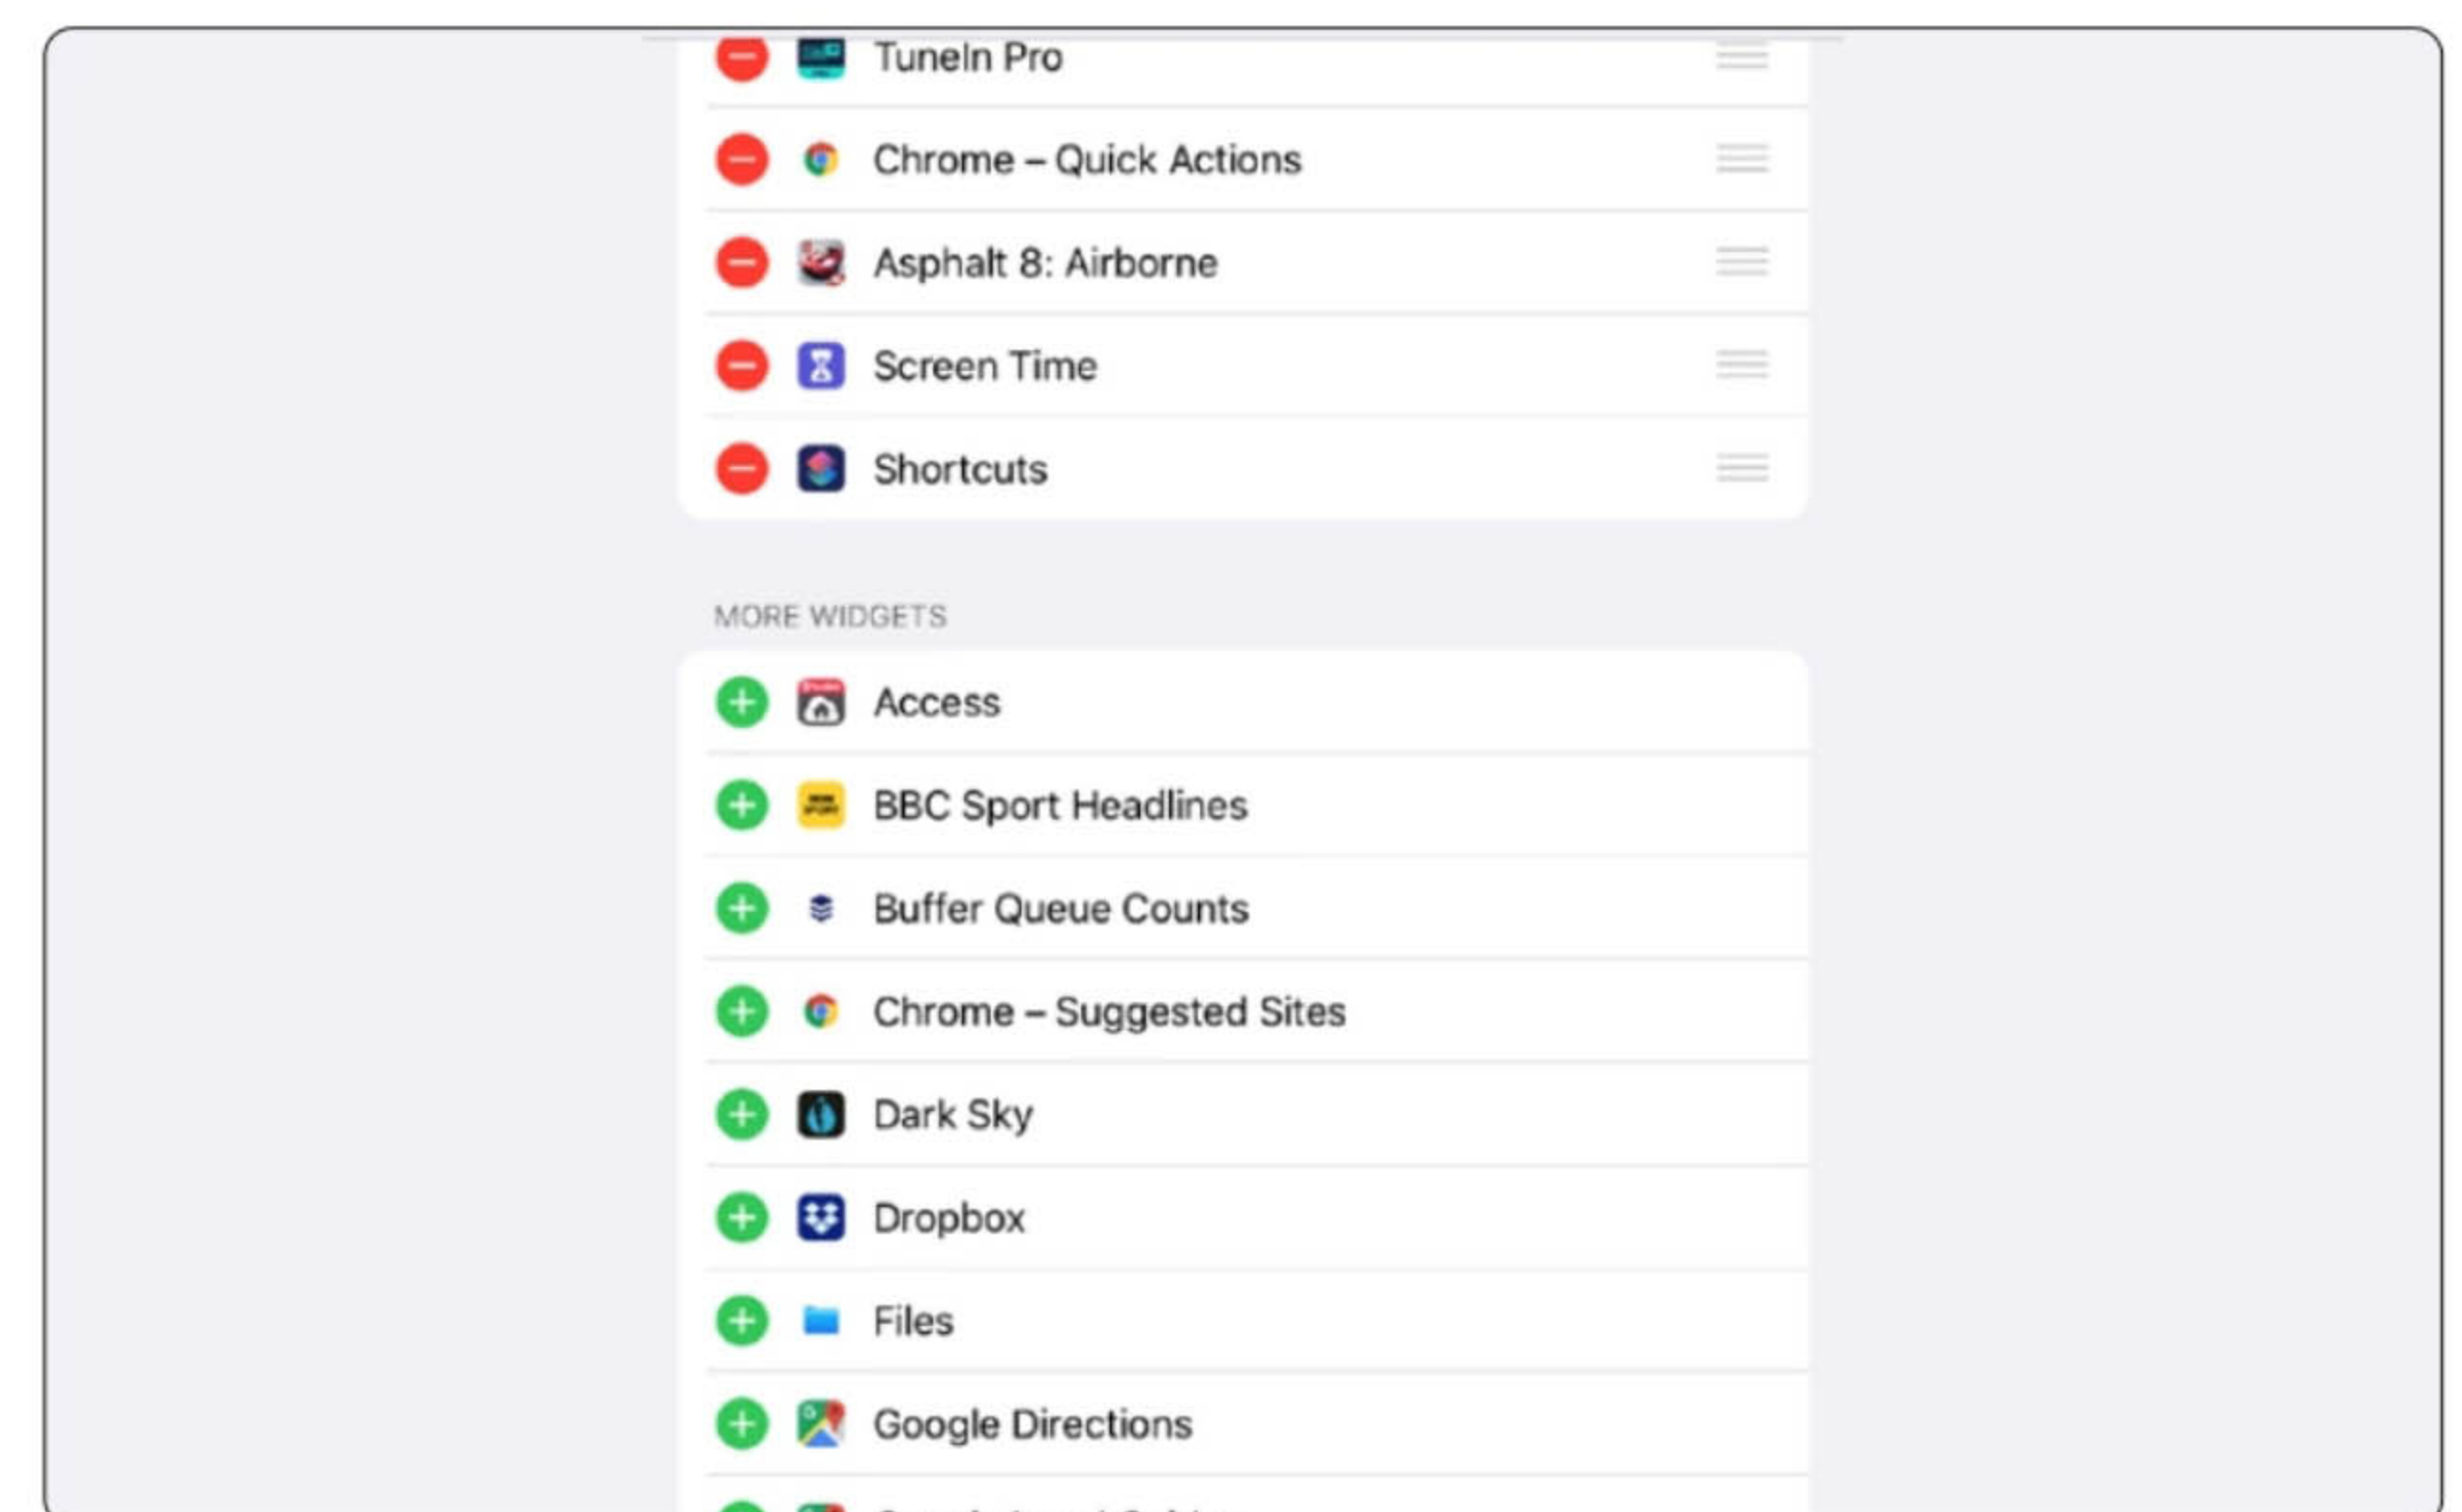 TuneIn Pro
Chrome – Quick Actions
Asphalt 8: Airborne
Screen Time
Shortcuts
MORE WIDGETS
Access
BBC Sport Headlines
Buffer Queue Counts
Chrome – Suggested Sites
Dark Sky
Dropbox
Files
Google Directions